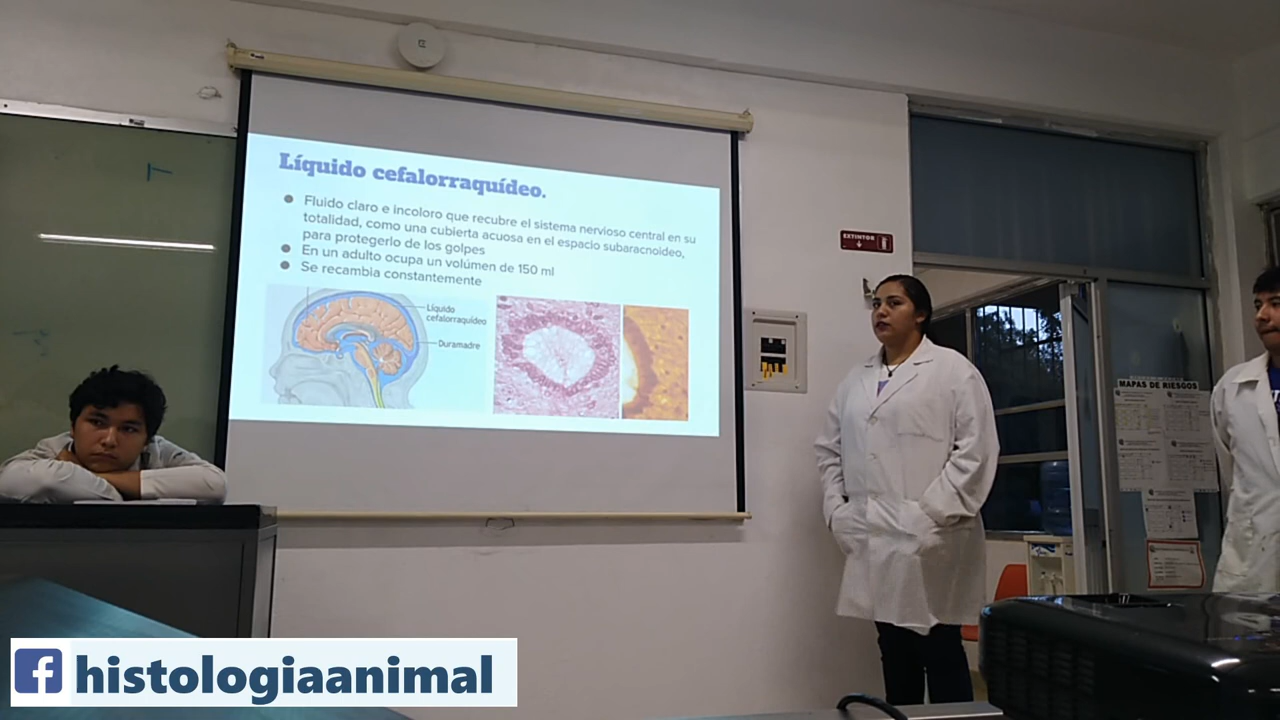 Líquido cefalorraquídeo.
● Fluido claro e incoloro que recubre el sistema nervioso central en su
totalidad, como una cubierta acuosa en el espacio subaracnoideo,
para protegerlo de los golpes
● En un adulto ocupa un volúmen de 150 ml
● Se recambia constantemente
Líquido
cefalorraquídeo
Duramadre
EXTINTOR
MAPAS DE RIESGOS
f histologiaanimal